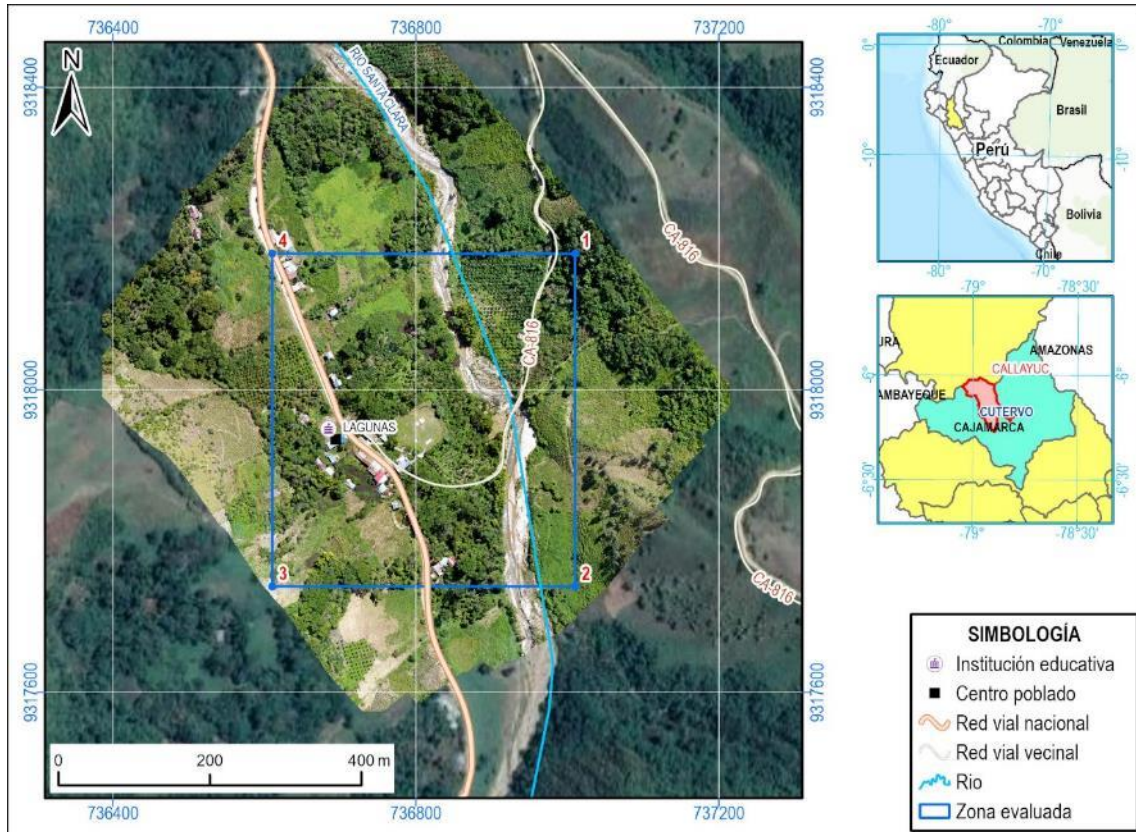 736400
736800
737200
9318400
9318400
N
RIO SANTA CLARA
CA-816
4
1
CA-816
9318000
9318000
LAGUNAS
3
2
CA-816
9317600
9317600
0
200
400 m
736400
736800
737200
-80°
-70°
0°
0°
Colombia
Venezuela
Ecuador
Brasil
Perú
-10°
-10°
Bolivia
Chile
-80°
-70°
-79°
-78°30'
URA
AMAZONAS
-6°
-6°
CALLAYUC
AMBAYEQUE
CUTERVO
CAJAMARCA
-6°30'
-6°30'
-79°
-78°30'
SIMBOLOGÍA
Institución educativa
Centro poblado
Red vial nacional
Red vial vecinal
Rio
Zona evaluada